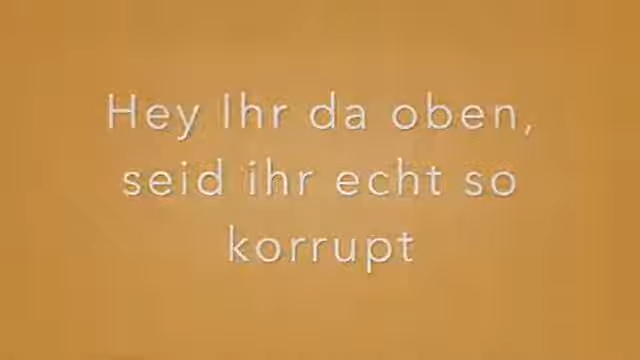 Hey Ihr da oben,
seid ihr echt so
korrupt